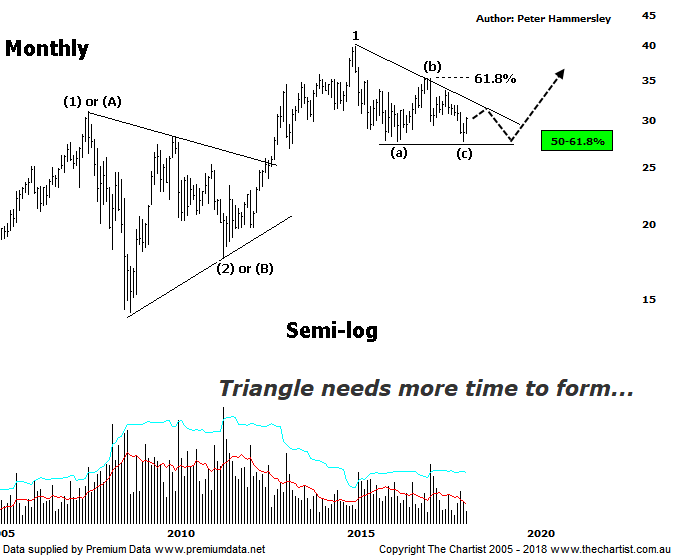 Author: Peter Hammersley
45
Monthly
1
40
(b)
61.8%
35
(1) or (A)
30
50-61.8%
(a)
(c)
25
20
(2) or (B)
15
Semi-log
Triangle needs more time to form...
005 2010 2015 2020
Data supplied by Premium Data www.premiumdata.net Copyright The Chartist 2005 - 2018 www.thechartist.com.au